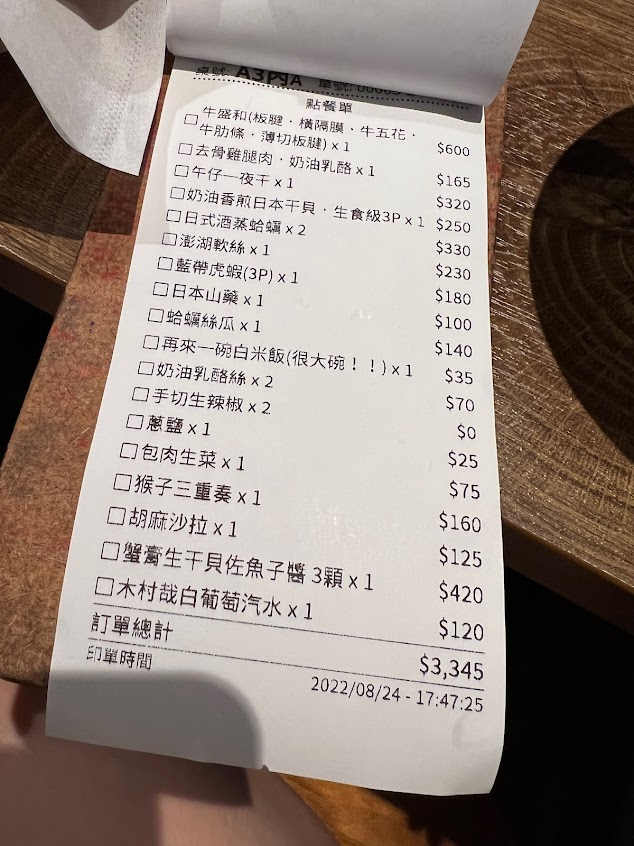 桌號: A3內A 單號:
點餐單
□牛盛和(板腱‧橫隔膜‧牛五花‧
牛肋條‧薄切板腱) x 1 $600
□去骨雞腿肉‧奶油乳酪 x 1 $165
□午仔一夜干 x 1 $320
□奶油香煎日本干貝‧生食級3P x 1 $250
□日式酒蒸蛤蠣 x 2 $330
□澎湖軟絲 x 1 $230
□藍帶虎蝦(3P) x 1 $180
□日本山藥 x 1 $100
□蛤蠣絲瓜 x 1 $140
□再來一碗白米飯(很大碗！！) x 1 $35
□奶油乳酪絲 x 2 $70
□手切生辣椒 x 2 $0
□蔥鹽 x 1 $25
□包肉生菜 x 1 $75
□猴子三重奏 x 1 $160
□胡麻沙拉 x 1 $125
□蟹膏生干貝佐魚子醬 3顆 x 1 $420
□木村哉白葡萄汽水 x 1 $120
訂單總計 $3,345
印單時間 2022/08/24 - 17:47:25